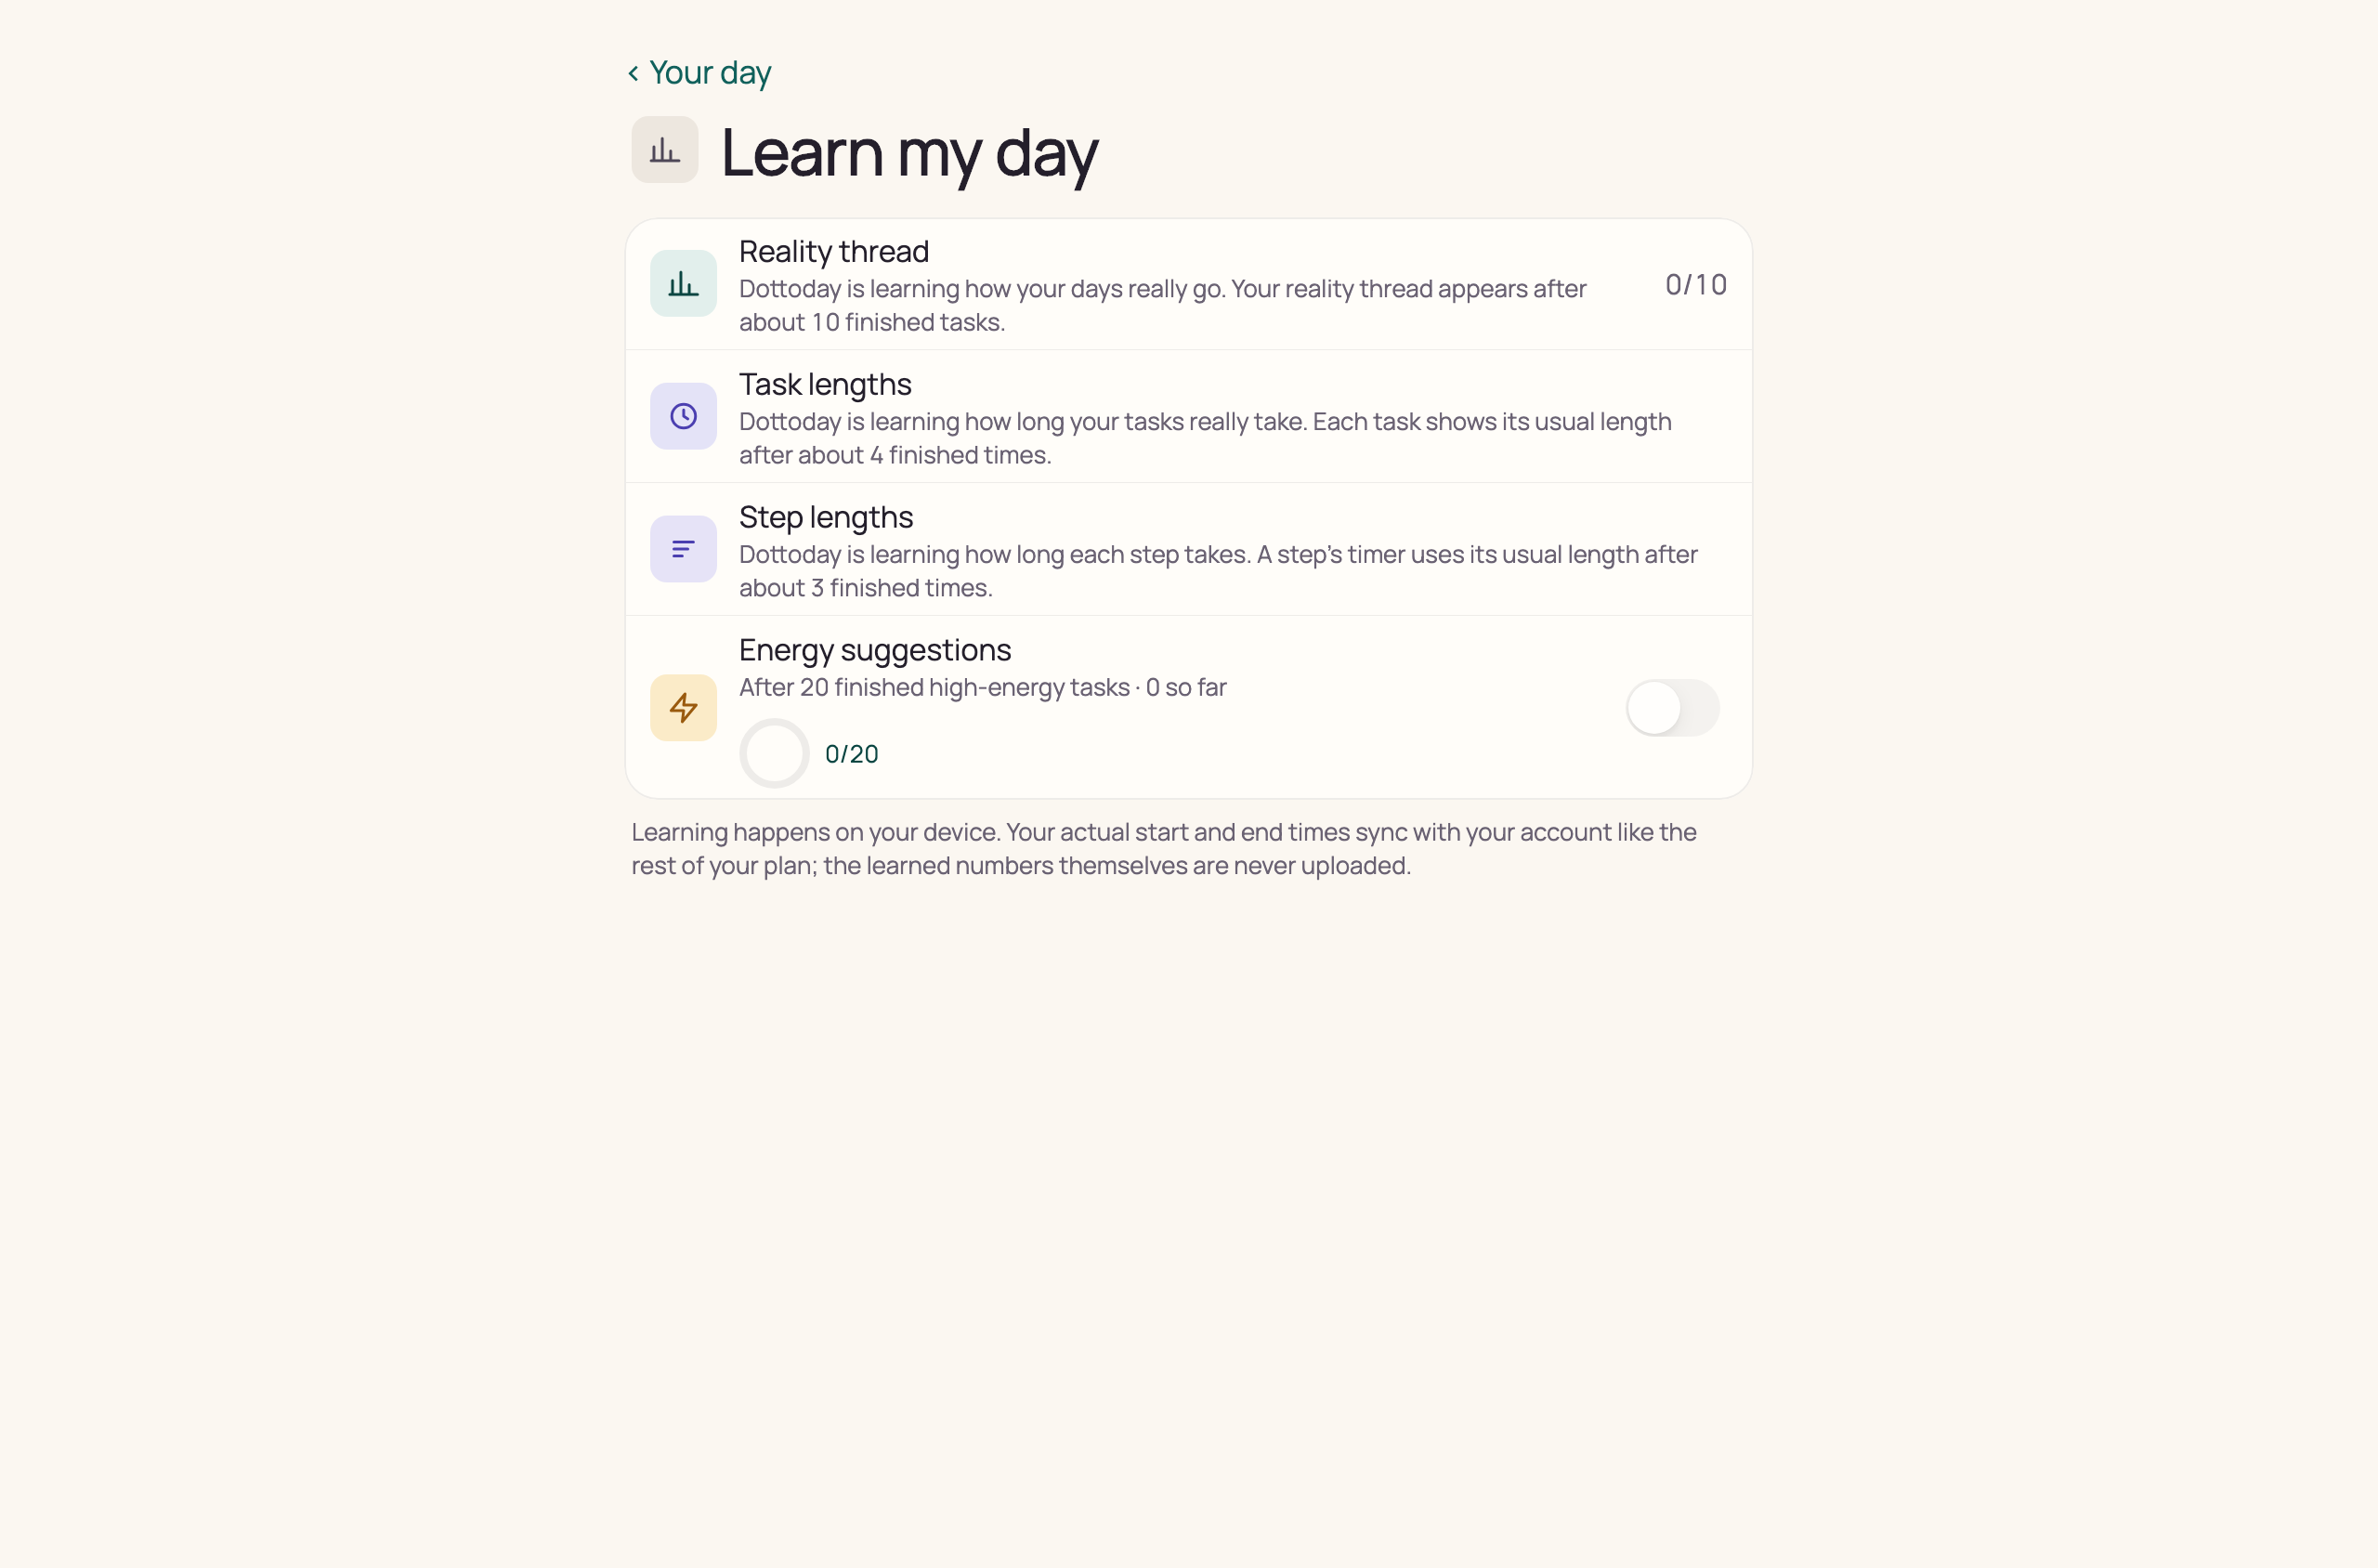 ‹ Your day
Learn my day
Reality thread
Dottoday is learning how your days really go. Your reality thread appears after
about 10 finished tasks.
0/10
Task lengths
Dottoday is learning how long your tasks really take. Each task shows its usual length
after about 4 finished times.
Step lengths
Dottoday is learning how long each step takes. A step’s timer uses its usual length after
about 3 finished times.
Energy suggestions
After 20 finished high-energy tasks · 0 so far
0/20
Learning happens on your device. Your actual start and end times sync with your account like the
rest of your plan; the learned numbers themselves are never uploaded.